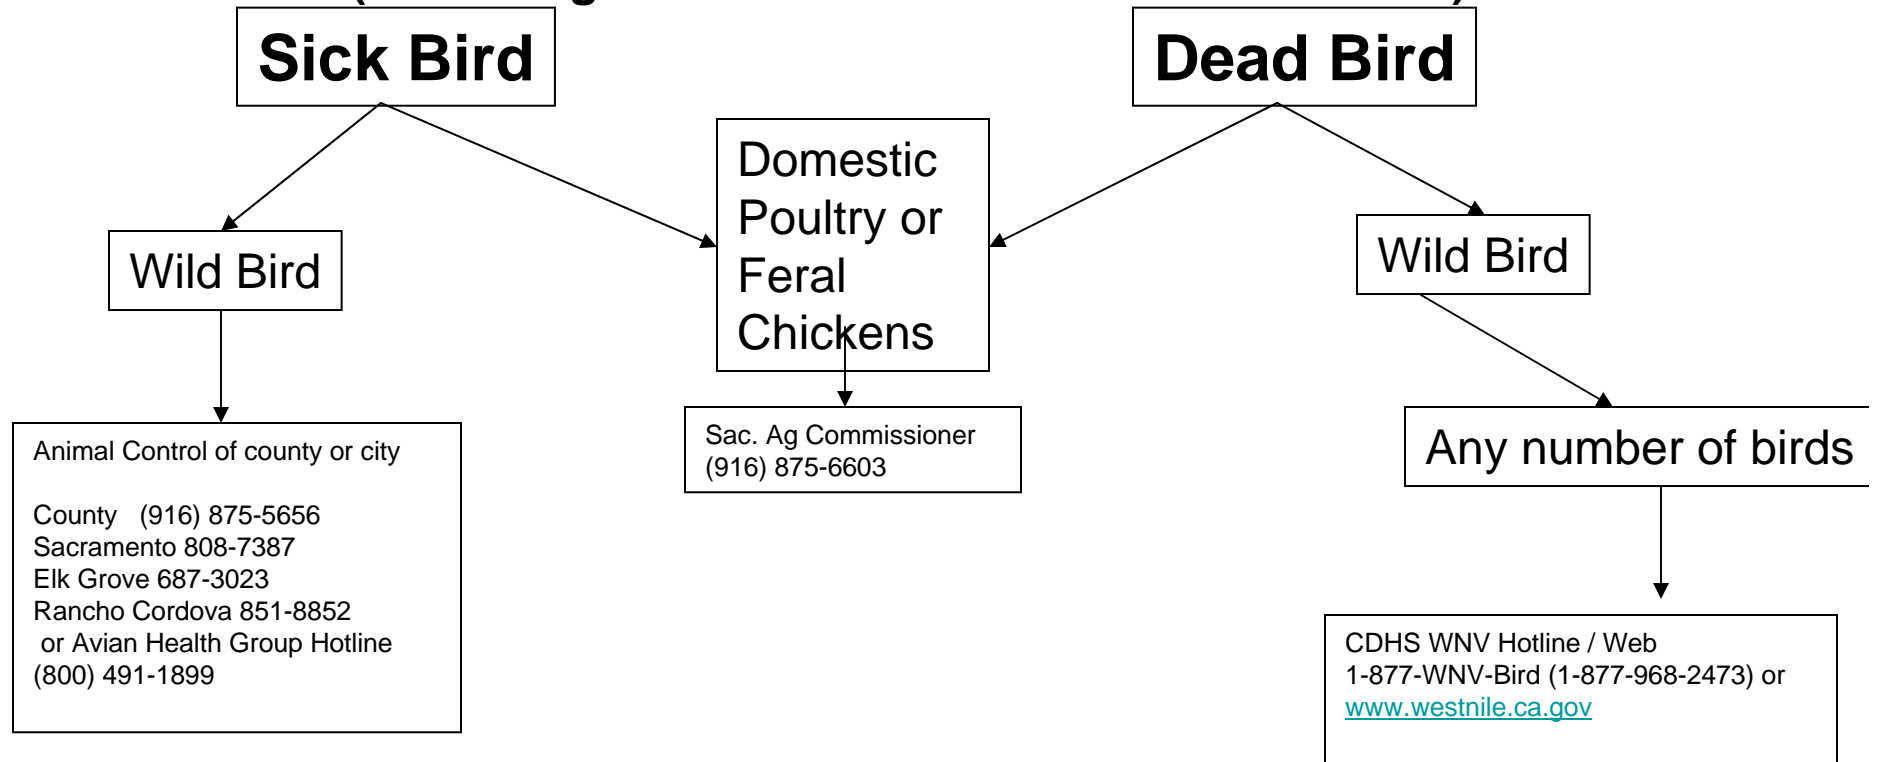 Sick Bird
Dead Bird
Domestic
Poultry or
Feral
Chickens
Wild Bird
Wild Bird
Animal Control of county or city
County (916) 875-5656
Sacramento 808-7387
Elk Grove 687-3023
Rancho Cordova 851-8852
or Avian Health Group Hotline
(800) 491-1899
Sac. Ag Commissioner
(916) 875-6603
Any number of birds
CDHS WNV Hotline / Web
1-877-WNV-Bird (1-877-968-2473) or
www.westnile.ca.gov